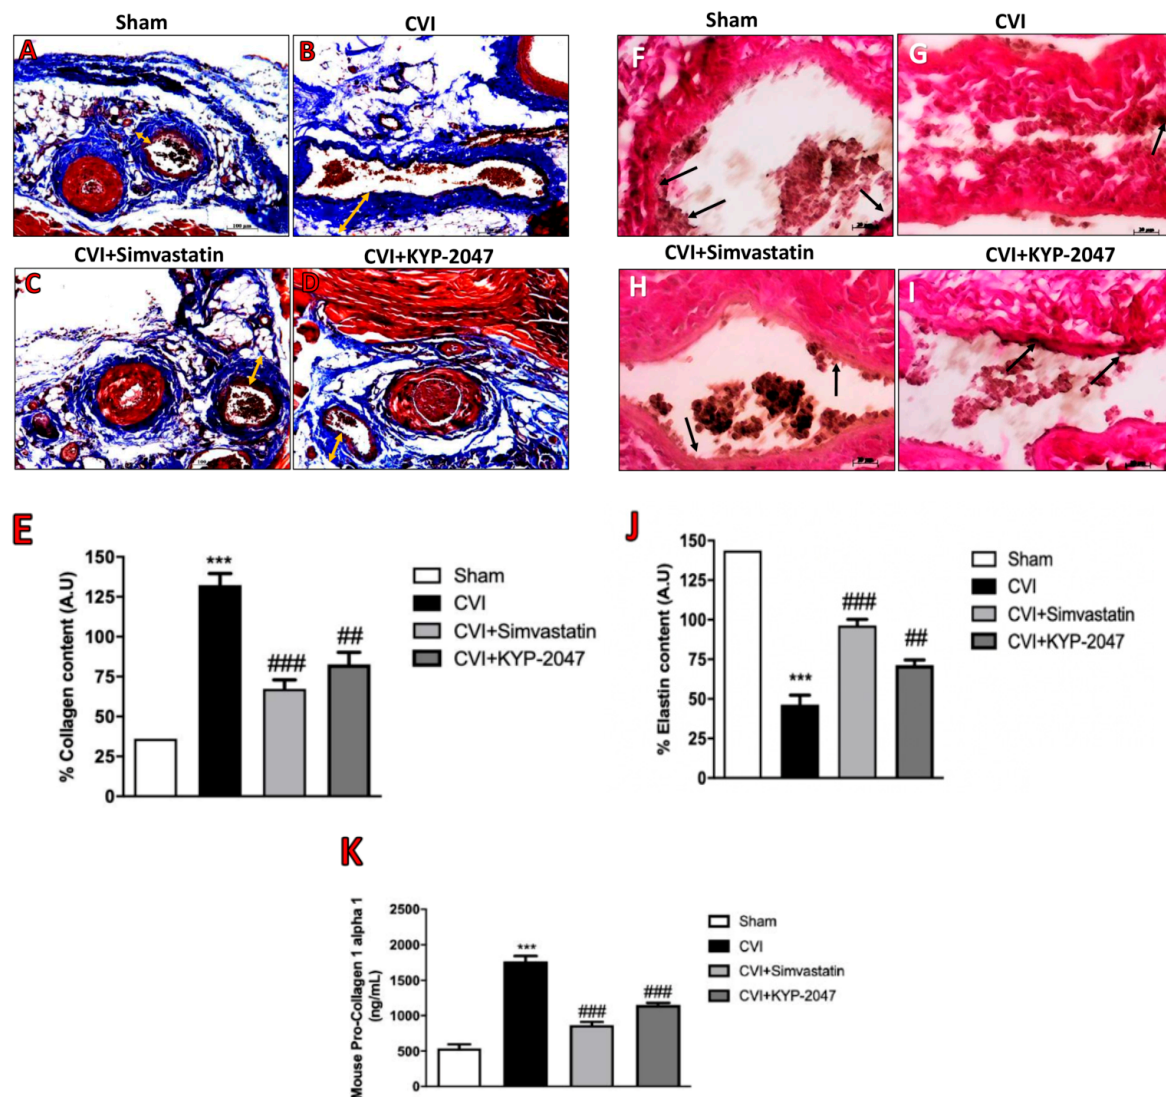 Sham
CVI
A
B
CVI+Simvastatin
CVI+KYP-2047
C
D
Sham
CVI
F
G
CVI+Simvastatin
CVI+KYP-2047
H
I
E
% Collagen content (A.U)
150
125
100
75
50
25
0
***
###
##
Sham
CVI
CVI+Simvastatin
CVI+KYP-2047
J
% Elastin content (A.U)
150
125
100
75
50
25
0
***
###
##
Sham
CVI
CVI+Simvastatin
CVI+KYP-2047
K
Mouse Pro-Collagen 1 alpha 1
(ng/mL)
2500
2000
1500
1000
500
0
***
###
###
Sham
CVI
CVI+Simvastatin
CVI+KYP-2047